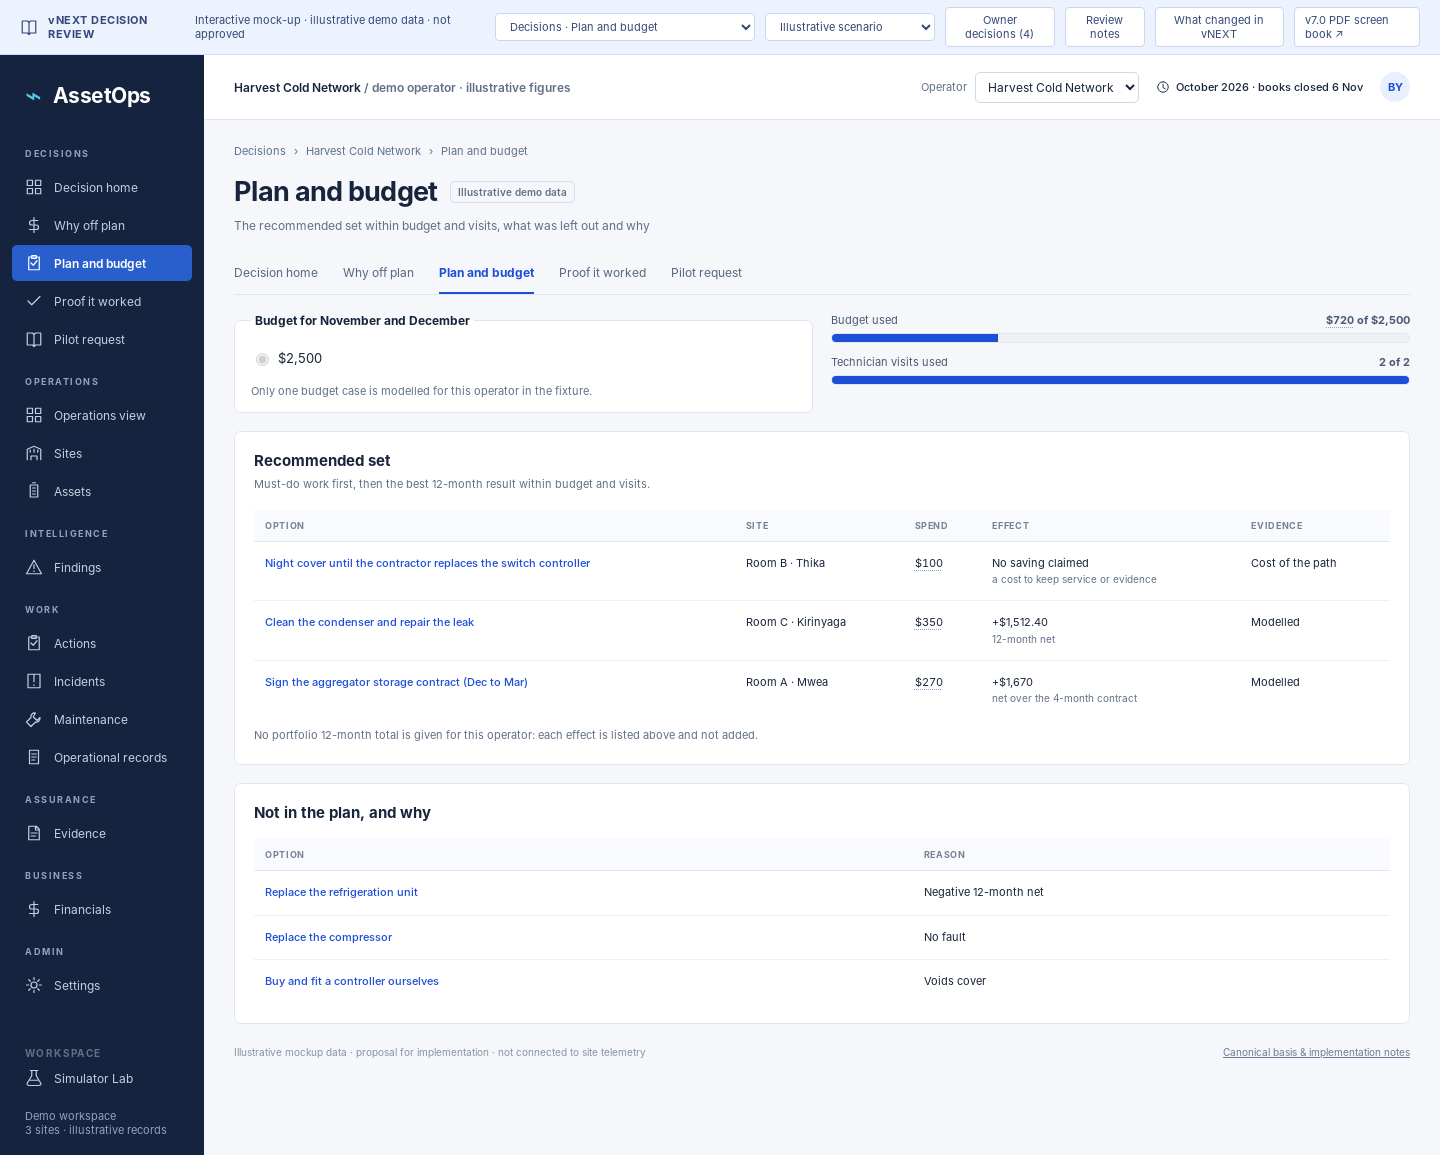 vNEXT DECISION REVIEW
Interactive mock-up · illustrative demo data · not approved
Decisions · Plan and budget
Illustrative scenario
Owner decisions (4)
Review notes
What changed in vNEXT
v7.0 PDF screen book ↗
AssetOps
DECISIONS
Decision home
Why off plan
Plan and budget
Proof it worked
Pilot request
OPERATIONS
Operations view
Sites
Assets
INTELLIGENCE
Findings
WORK
Actions
Incidents
Maintenance
Operational records
ASSURANCE
Evidence
BUSINESS
Financials
ADMIN
Settings
WORKSPACE
Simulator Lab
Demo workspace
3 sites · illustrative records
Harvest Cold Network / demo operator · illustrative figures
Operator
Harvest Cold Network
October 2026 · books closed 6 Nov
BY
Decisions › Harvest Cold Network › Plan and budget
Plan and budget
Illustrative demo data
The recommended set within budget and visits, what was left out and why
Decision home Why off plan Plan and budget Proof it worked Pilot request
Budget for November and December
$2,500
Only one budget case is modelled for this operator in the fixture.
Budget used $720 of $2,500
Technician visits used 2 of 2
Recommended set
Must-do work first, then the best 12-month result within budget and visits.
OPTION SITE SPEND EFFECT EVIDENCE
Night cover until the contractor replaces the switch controller Room B · Thika $100 No saving claimed Cost of the path
a cost to keep service or evidence
Clean the condenser and repair the leak Room C · Kirinyaga $350 +$1,512.40 Modelled
12-month net
Sign the aggregator storage contract (Dec to Mar) Room A · Mwea $270 +$1,670 Modelled
net over the 4-month contract
No portfolio 12-month total is given for this operator: each effect is listed above and not added.
Not in the plan, and why
OPTION REASON
Replace the refrigeration unit Negative 12-month net
Replace the compressor No fault
Buy and fit a controller ourselves Voids cover
Illustrative mockup data · proposal for implementation · not connected to site telemetry
Canonical basis & implementation notes